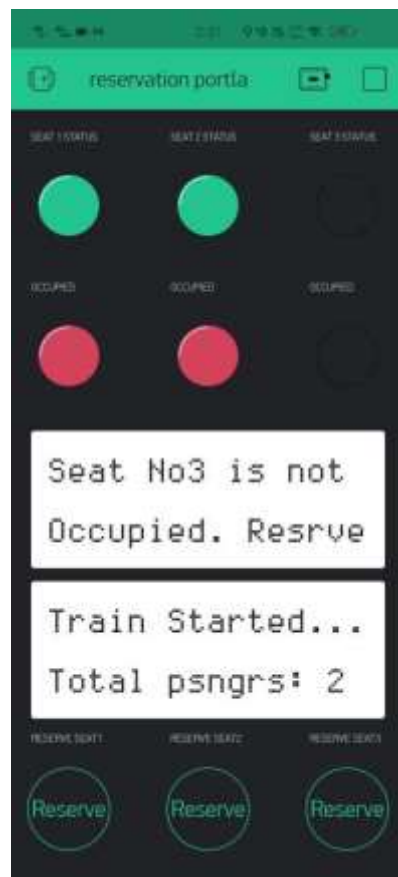 reservation portla
SEAT 1 STATUS SEAT 2 STATUS SEAT 3 STATUS
OCCUPIED OCCUPIED OCCUPIED
Seat No3 is not
Occupied. Resrve
Train Started...
Total psngrs: 2
RESERVE SEAT1 RESERVE SEAT2 RESERVE SEAT3
Reserve Reserve Reserve